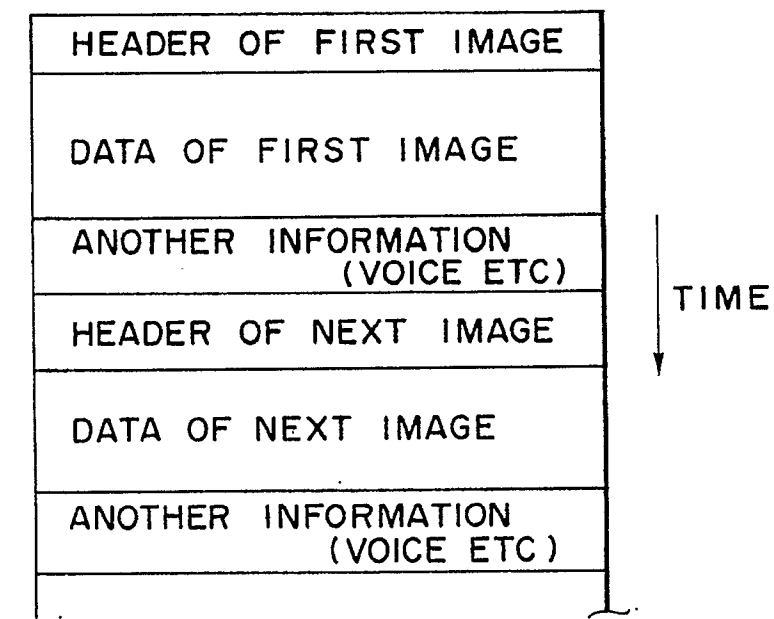 HEADER OF FIRST IMAGE
DATA OF FIRST IMAGE
ANOTHER INFORMATION
(VOICE ETC)
TIME
HEADER OF NEXT IMAGE
DATA OF NEXT IMAGE
ANOTHER INFORMATION
(VOICE ETC)